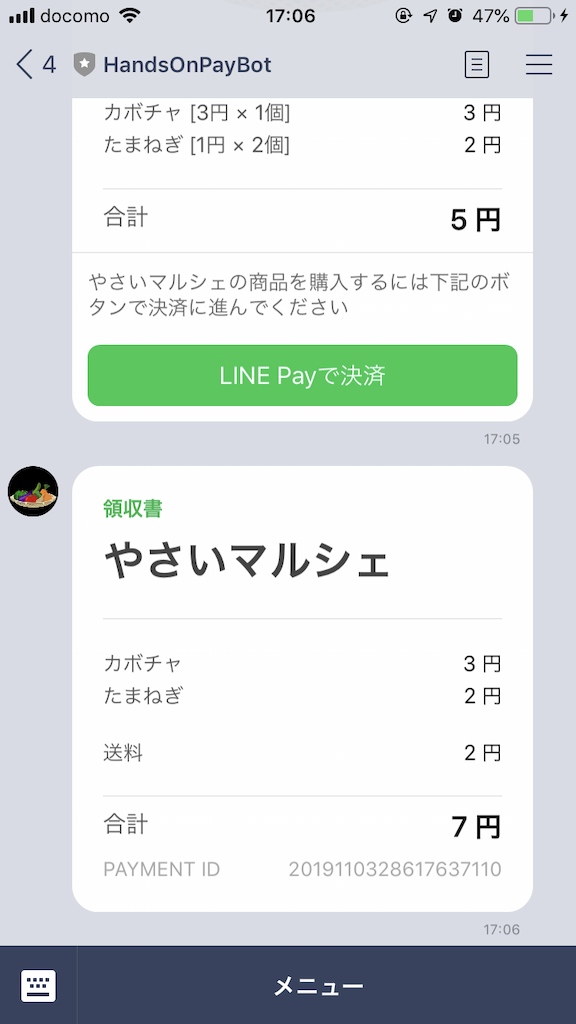 docomo 17:06 47%
4 HandsOnPayBot
カボチャ [3円 × 1個] 3 円
たまねぎ [1円 × 2個] 2 円
合計 5 円
やさいマルシェの商品を購入するには下記のボ
タンで決済に進んでください
LINE Payで決済
17:05
領収書
やさいマルシェ
カボチャ 3 円
たまねぎ 2 円
送料 2 円
合計 7 円
PAYMENT ID 2019110328617637110
17:06
メニュー